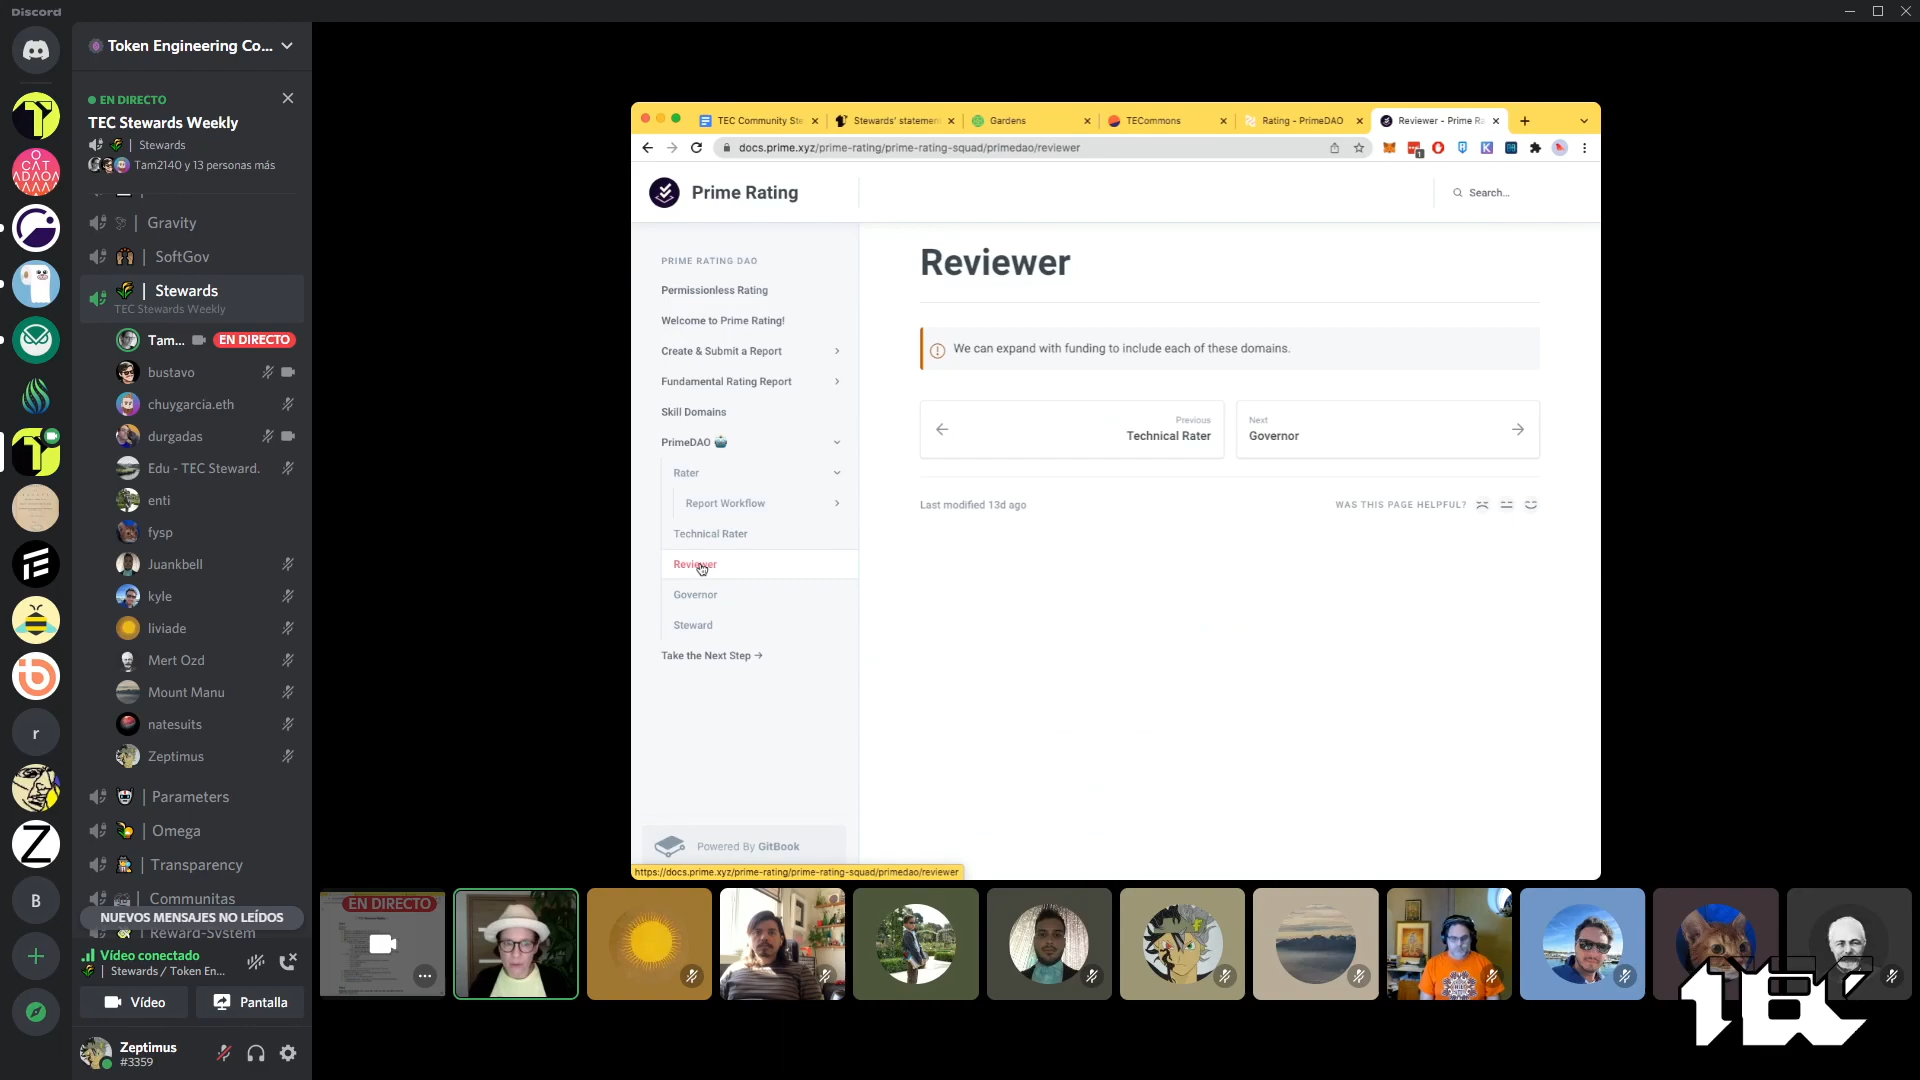 Discord
Token Engineering Co...
EN DIRECTO
TEC Stewards Weekly
| Stewards
Tam2140 y 13 personas más
| Gravity
| SoftGov
| Stewards
TEC Stewards Weekly
Tam... EN DIRECTO
bustavo
chuygarcia.eth
durgadas
Edu - TEC Steward.
enti
fysp
Juankbell
kyle
liviade
Mert Ozd
Mount Manu
natesuits
Zeptimus
| Parameters
| Omega
| Transparency
| Communitas
NUEVOS MENSAJES NO LEÍDOS
| Reward-System
Vídeo conectado
| Stewards / Token En...
Vídeo
Pantalla
Zeptimus
#3359
r
Z
B
TEC Community Ste
Stewards' statemen
Gardens
TECommons
Rating - PrimeDAO
Reviewer - Prime Ra
docs.prime.xyz/prime-rating/prime-rating-squad/primedao/reviewer
Prime Rating
Search...
PRIME RATING DAO
Permissionless Rating
Welcome to Prime Rating!
Create & Submit a Report
Fundamental Rating Report
Skill Domains
PrimeDAO
Rater
Report Workflow
Technical Rater
Reviewer
Governor
Steward
Take the Next Step →
Powered By GitBook
https://docs.prime.xyz/prime-rating/prime-rating-squad/primedao/reviewer
Reviewer
We can expand with funding to include each of these domains.
Previous
Technical Rater
Next
Governor
Last modified 13d ago
WAS THIS PAGE HELPFUL?
EN DIRECTO
TEC